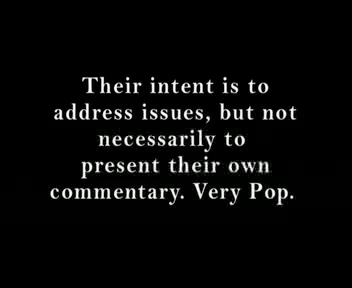 Their intent is to
address issues, but not
necessarily to
present their own
commentary. Very Pop.